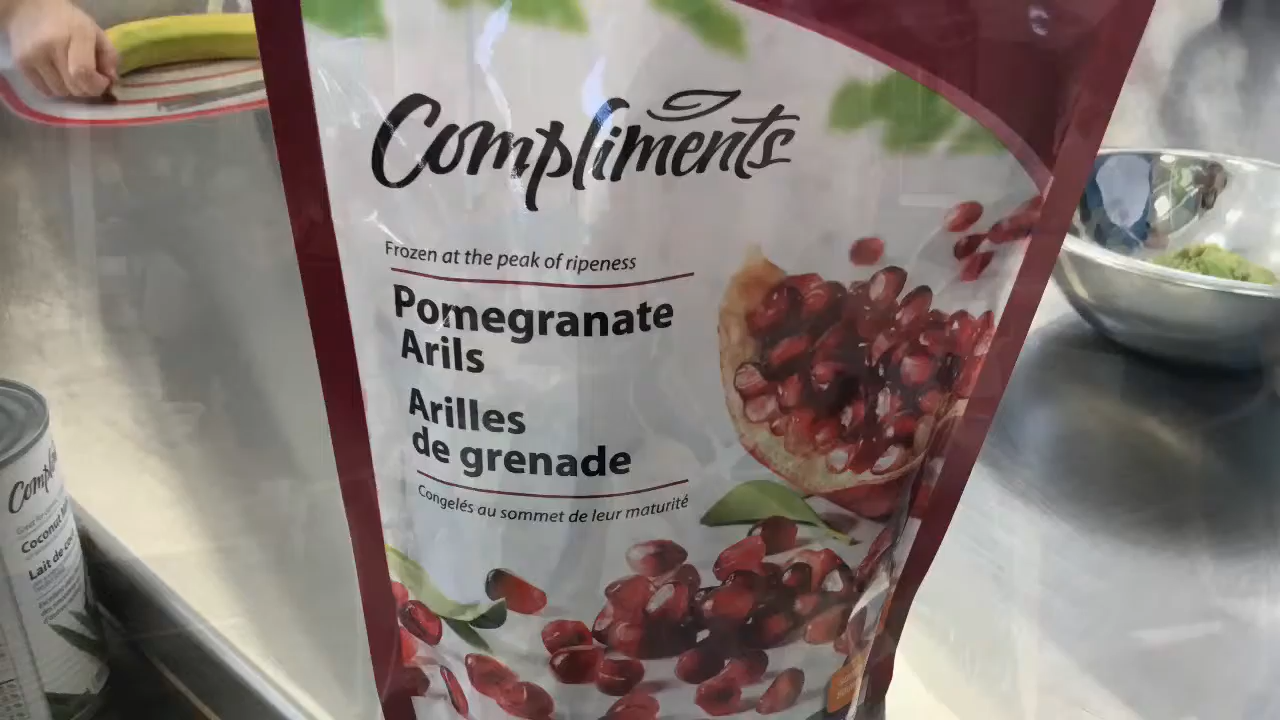 Compliments
Frozen at the peak of ripeness
Pomegranate
Arils
Arilles
de grenade
Congelés au sommet de leur maturité
Coconut
Lait de